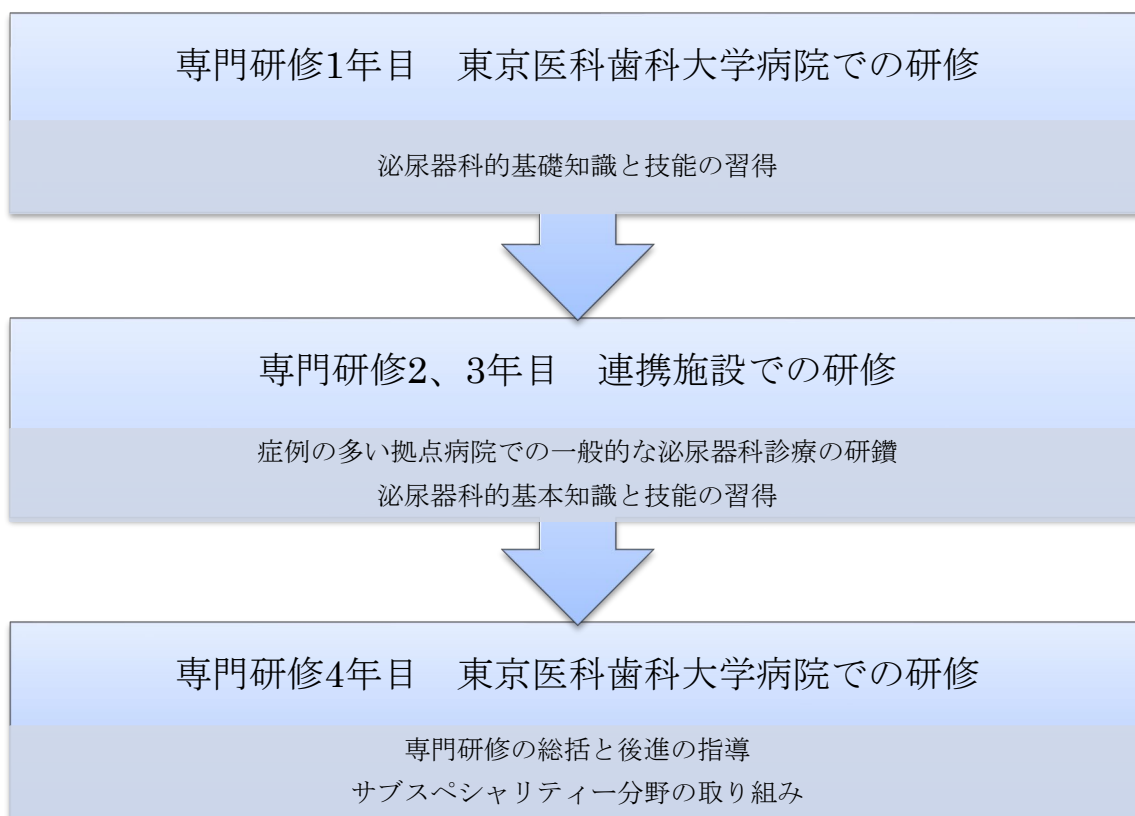 専門研修1年目　東京医科歯科大学病院での研修
泌尿器科的基礎知識と技能の習得
専門研修2、3年目　連携施設での研修
症例の多い拠点病院での一般的な泌尿器科診療の研鑽
泌尿器科的基本知識と技能の習得
専門研修4年目　東京医科歯科大学病院での研修
専門研修の総括と後進の指導
サブスペシャリティー分野の取り組み